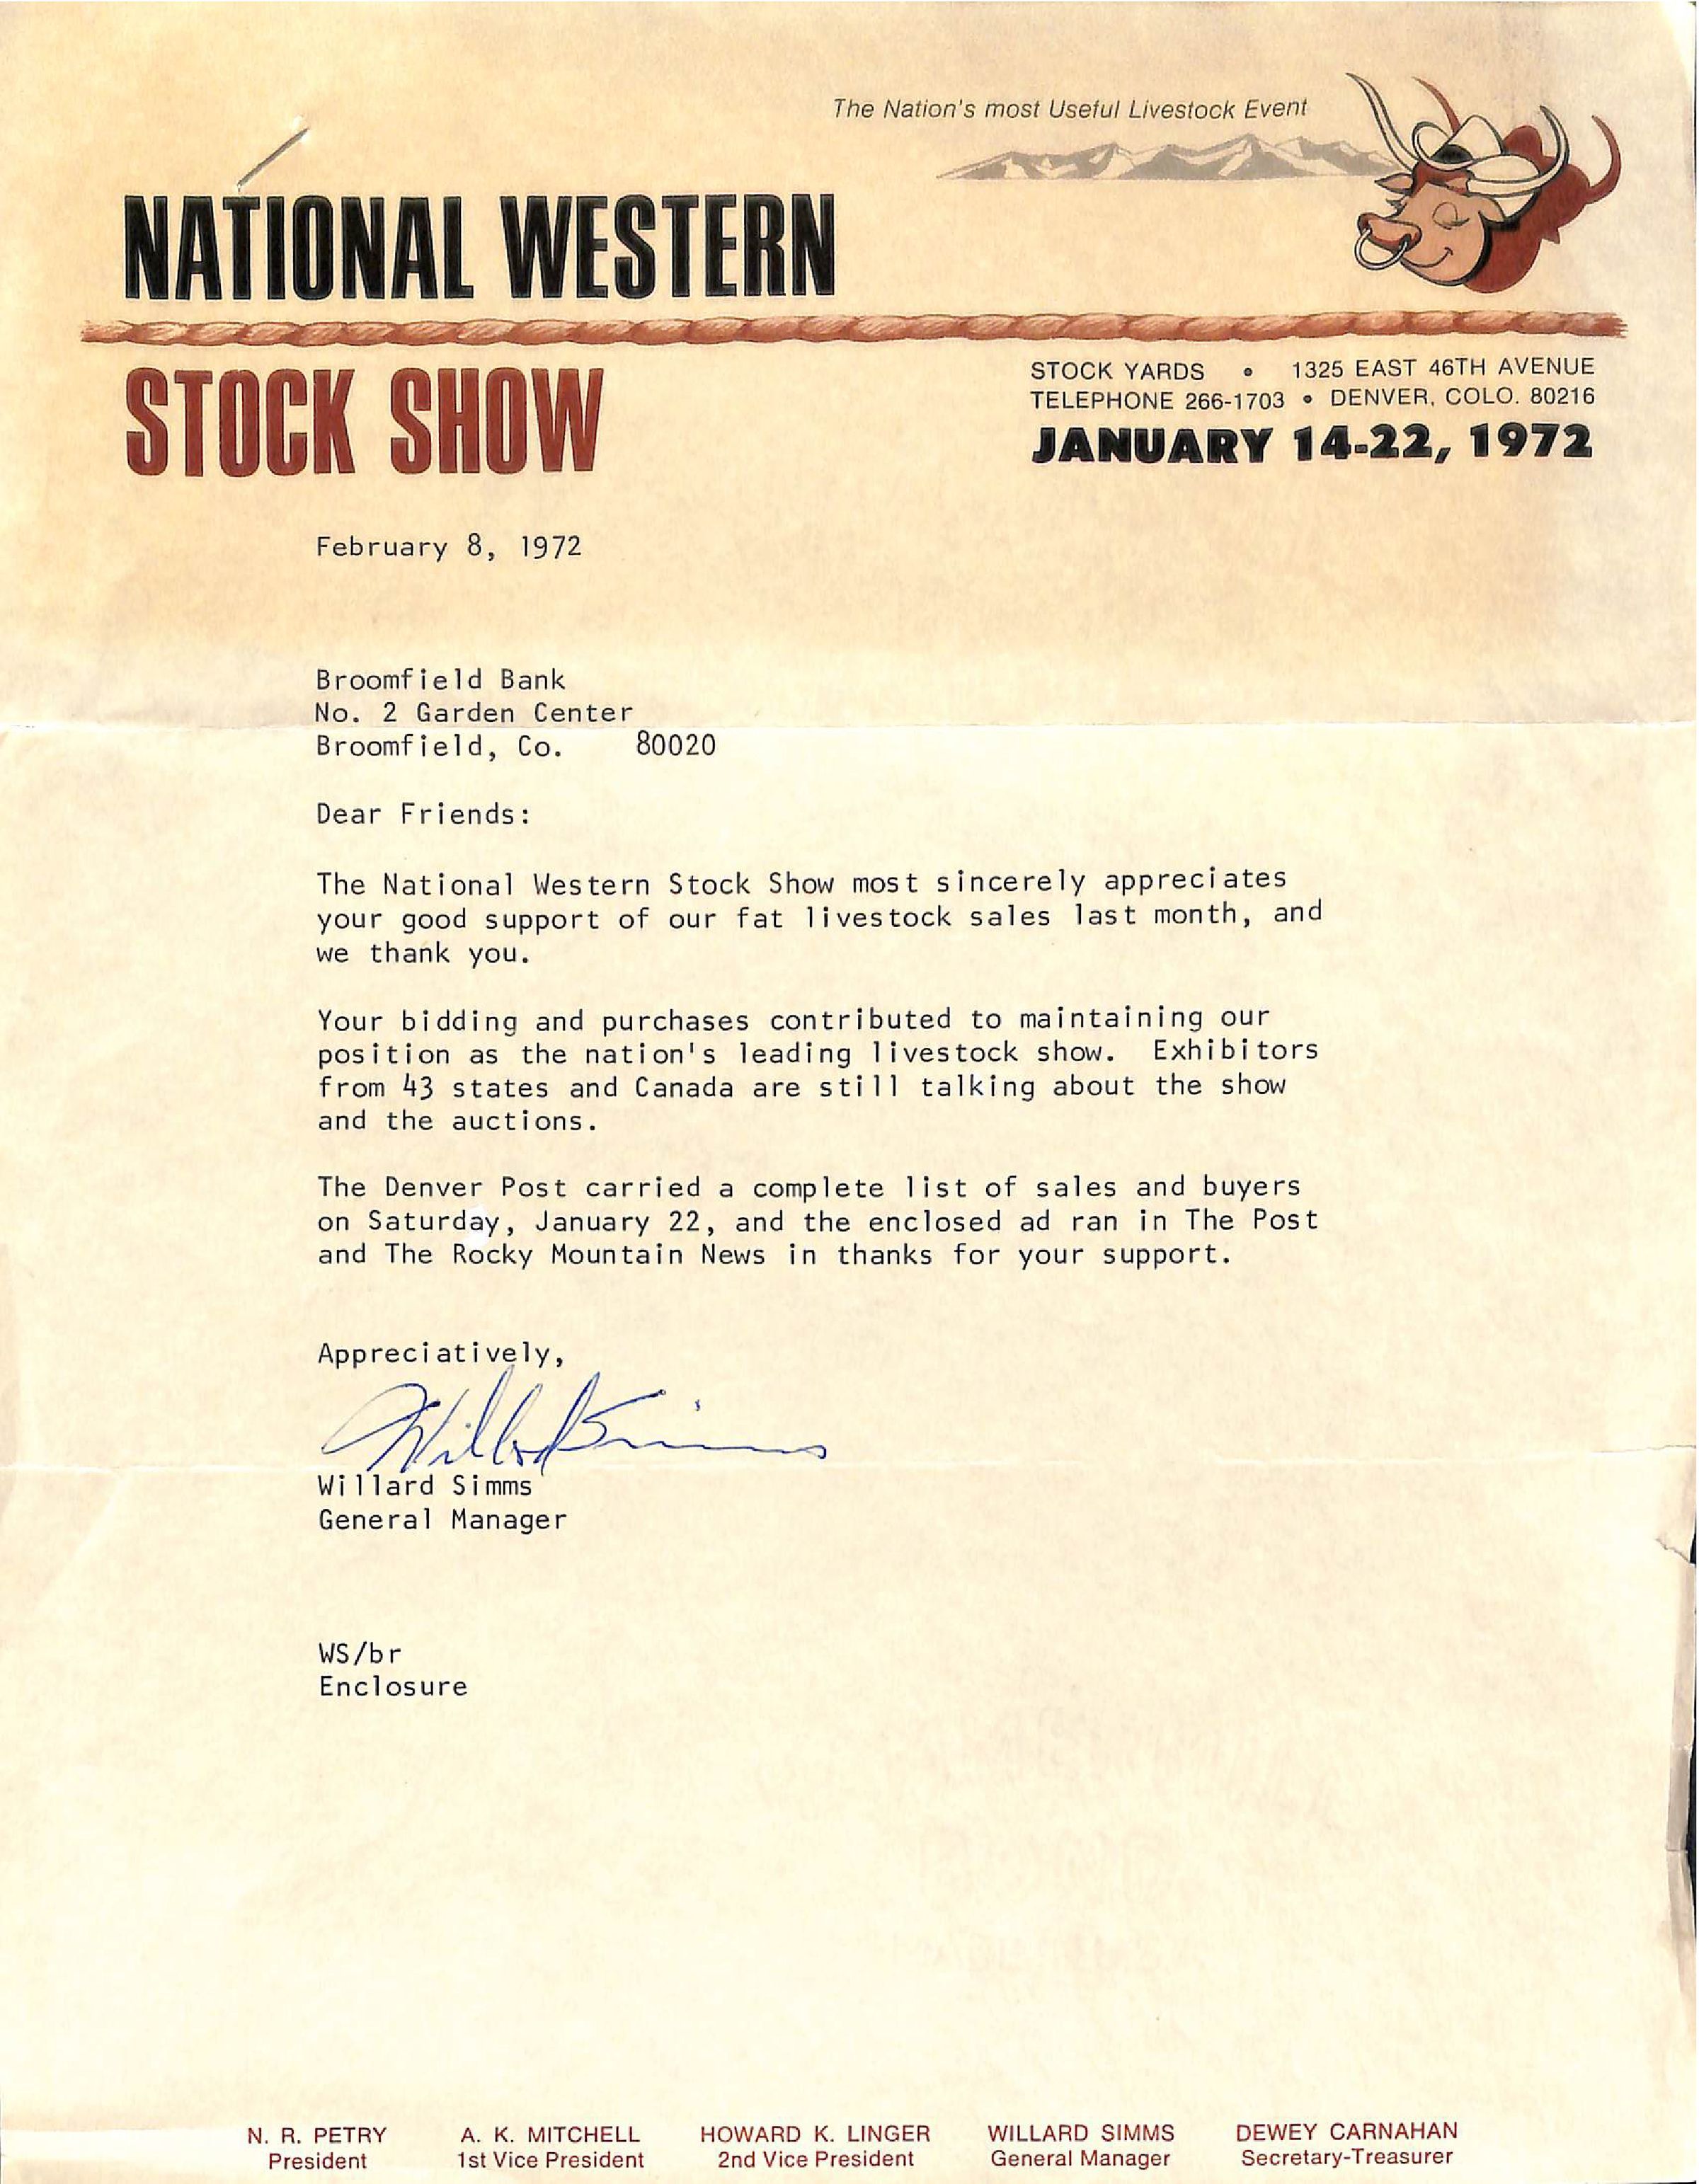 The Nation's most Useful Livestock Event
NATIONAL WESTERN
STOCK SHOW
STOCK YARDS • 1325 EAST 46TH AVENUE
TELEPHONE 266-1703 • DENVER, COLO. 80216
JANUARY 14-22, 1972
February 8, 1972
Broomfield Bank
No. 2 Garden Center
Broomfield, Co. 80020
Dear Friends:
The National Western Stock Show most sincerely appreciates
your good support of our fat livestock sales last month, and
we thank you.
Your bidding and purchases contributed to maintaining our
position as the nation's leading livestock show. Exhibitors
from 43 states and Canada are still talking about the show
and the auctions.
The Denver Post carried a complete list of sales and buyers
on Saturday, January 22, and the enclosed ad ran in The Post
and The Rocky Mountain News in thanks for your support.
Appreciatively,
Willard Simms
Willard Simms
General Manager
WS/br
Enclosure
N. R. PETRY A. K. MITCHELL HOWARD K. LINGER WILLARD SIMMS DEWEY CARNAHAN
President 1st Vice President 2nd Vice President General Manager Secretary-Treasurer